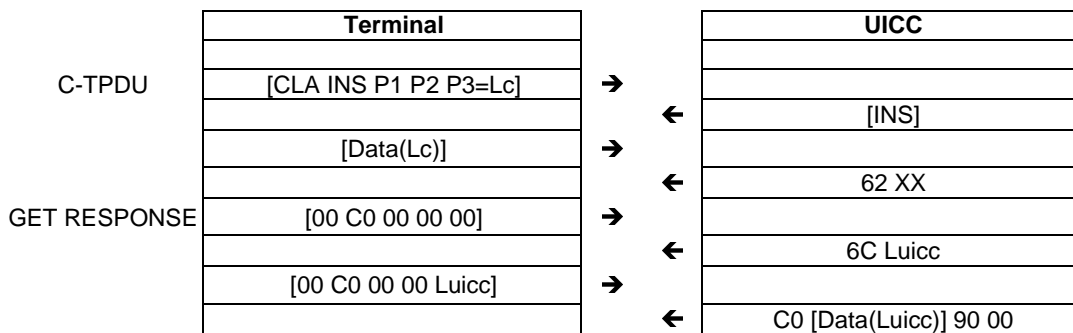 Terminal UICC
C-TPDU [CLA INS P1 P2 P3=Lc] ➔
🡰 [INS]
[Data(Lc)] ➔
🡰 62 XX
GET RESPONSE [00 C0 00 00 00] ➔
🡰 6C Luicc
[00 C0 00 00 Luicc] ➔
🡰 C0 [Data(Luicc)] 90 00